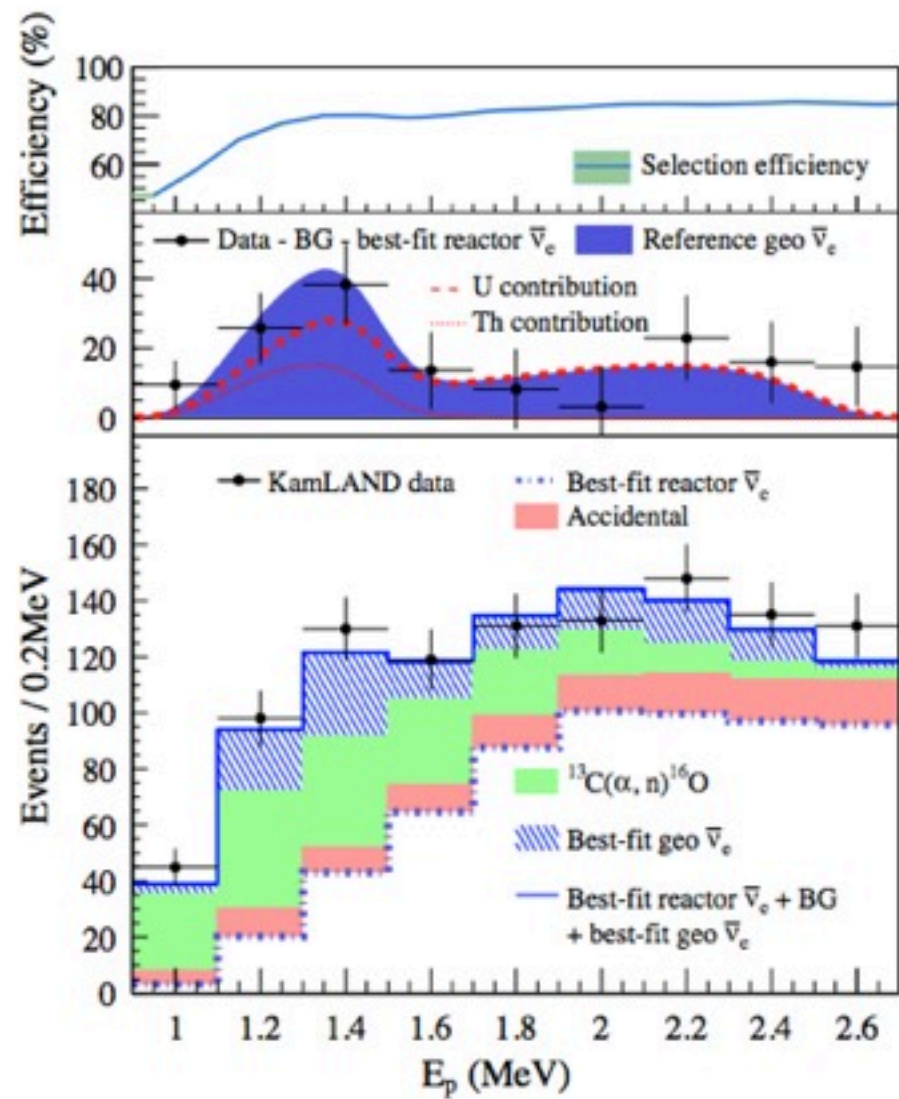 Efficiency (%)
100
80
60
Selection efficiency
Data - BG - best-fit reactor ν̅e
Reference geo ν̅e
40
20
0
U contribution
Th contribution
Events / 0.2MeV
180
160
140
120
100
80
60
40
20
0
KamLAND data
Best-fit reactor ν̅e
Accidental
¹³C(α, n)¹⁶O
Best-fit geo ν̅e
Best-fit reactor ν̅e + BG
+ best-fit geo ν̅e
1 1.2 1.4 1.6 1.8 2 2.2 2.4 2.6
Ep (MeV)